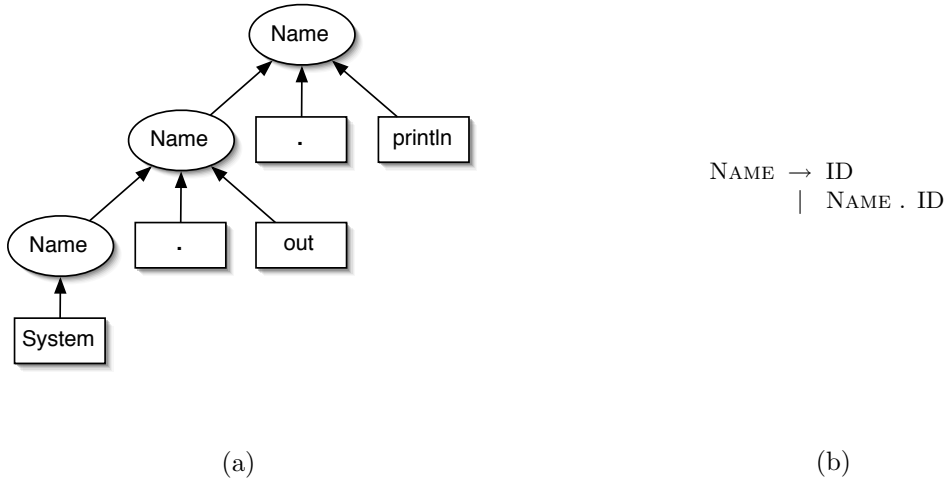 Name
Name
.
println
Name
.
out
System
NAME → ID
| NAME . ID
(a)
(b)